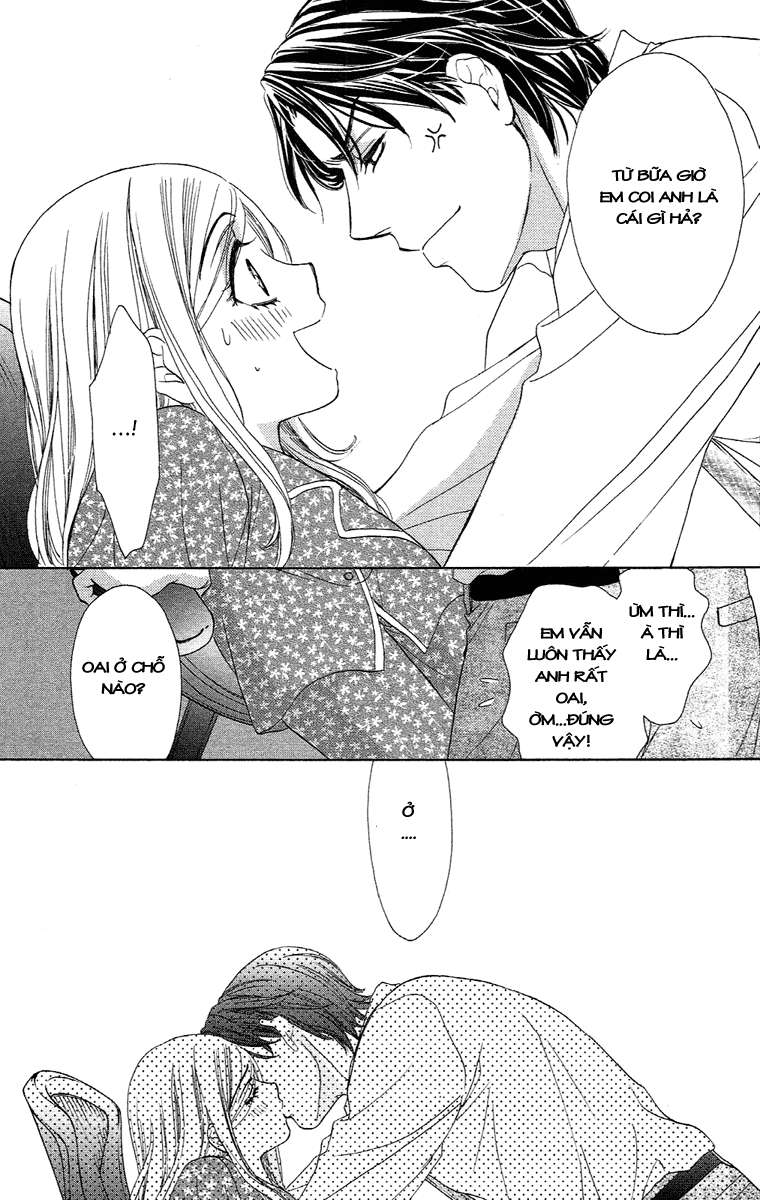 TỪ BỮA GIỜ
EM COI ANH LÀ
CÁI GÌ HẢ?
...!
ỪM THÌ...
À THÌ
LÀ...
EM VẪN
LUÔN THẤY
ANH RẤT
OAI,
ỜM...ĐÚNG
VẬY!
OAI Ở CHỖ
NÀO?
Ở
....